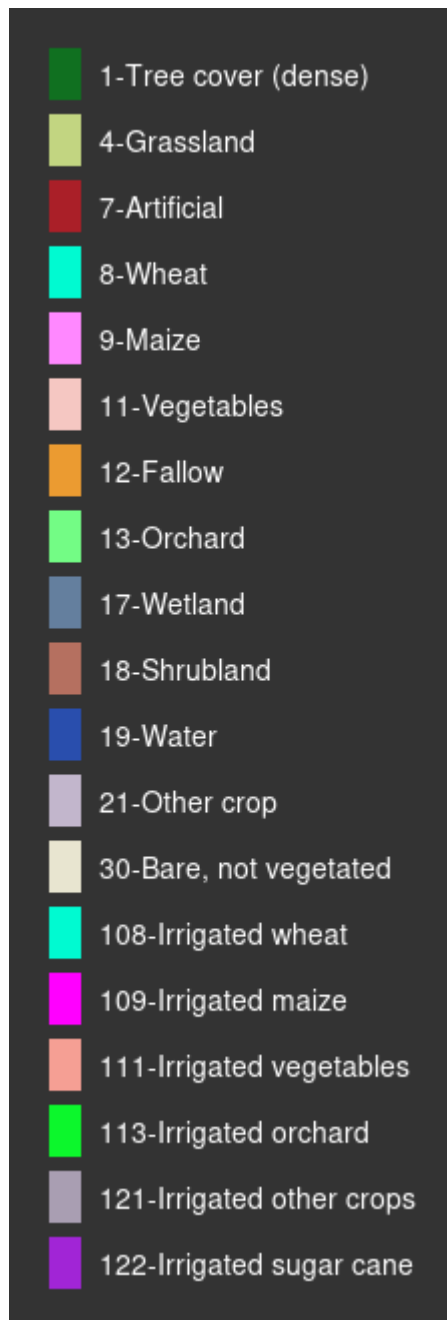 1-Tree cover (dense)
4-Grassland
7-Artificial
8-Wheat
9-Maize
11-Vegetables
12-Fallow
13-Orchard
17-Wetland
18-Shrubland
19-Water
21-Other crop
30-Bare, not vegetated
108-Irrigated wheat
109-Irrigated maize
111-Irrigated vegetables
113-Irrigated orchard
121-Irrigated other crops
122-Irrigated sugar cane